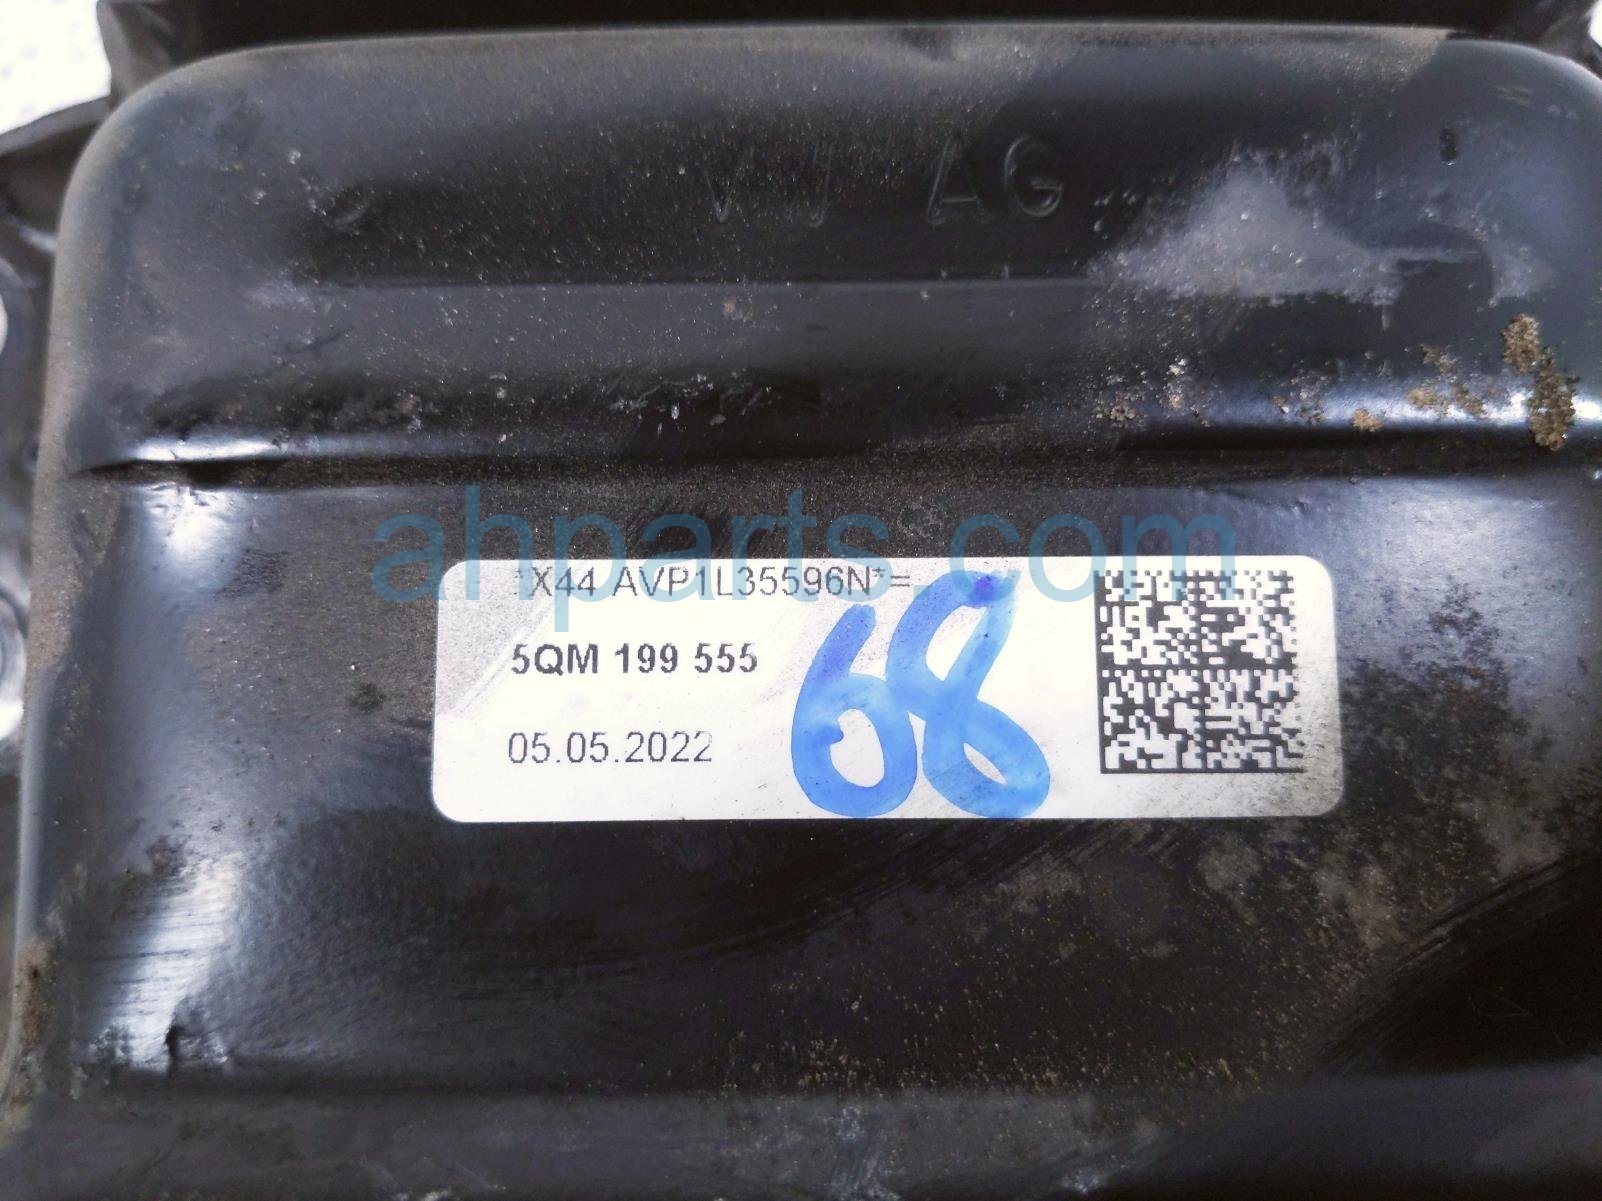 VW AG
ahparts.com
*X44 AVP1L35596N*=
5QM 199 555
05.05.2022
68